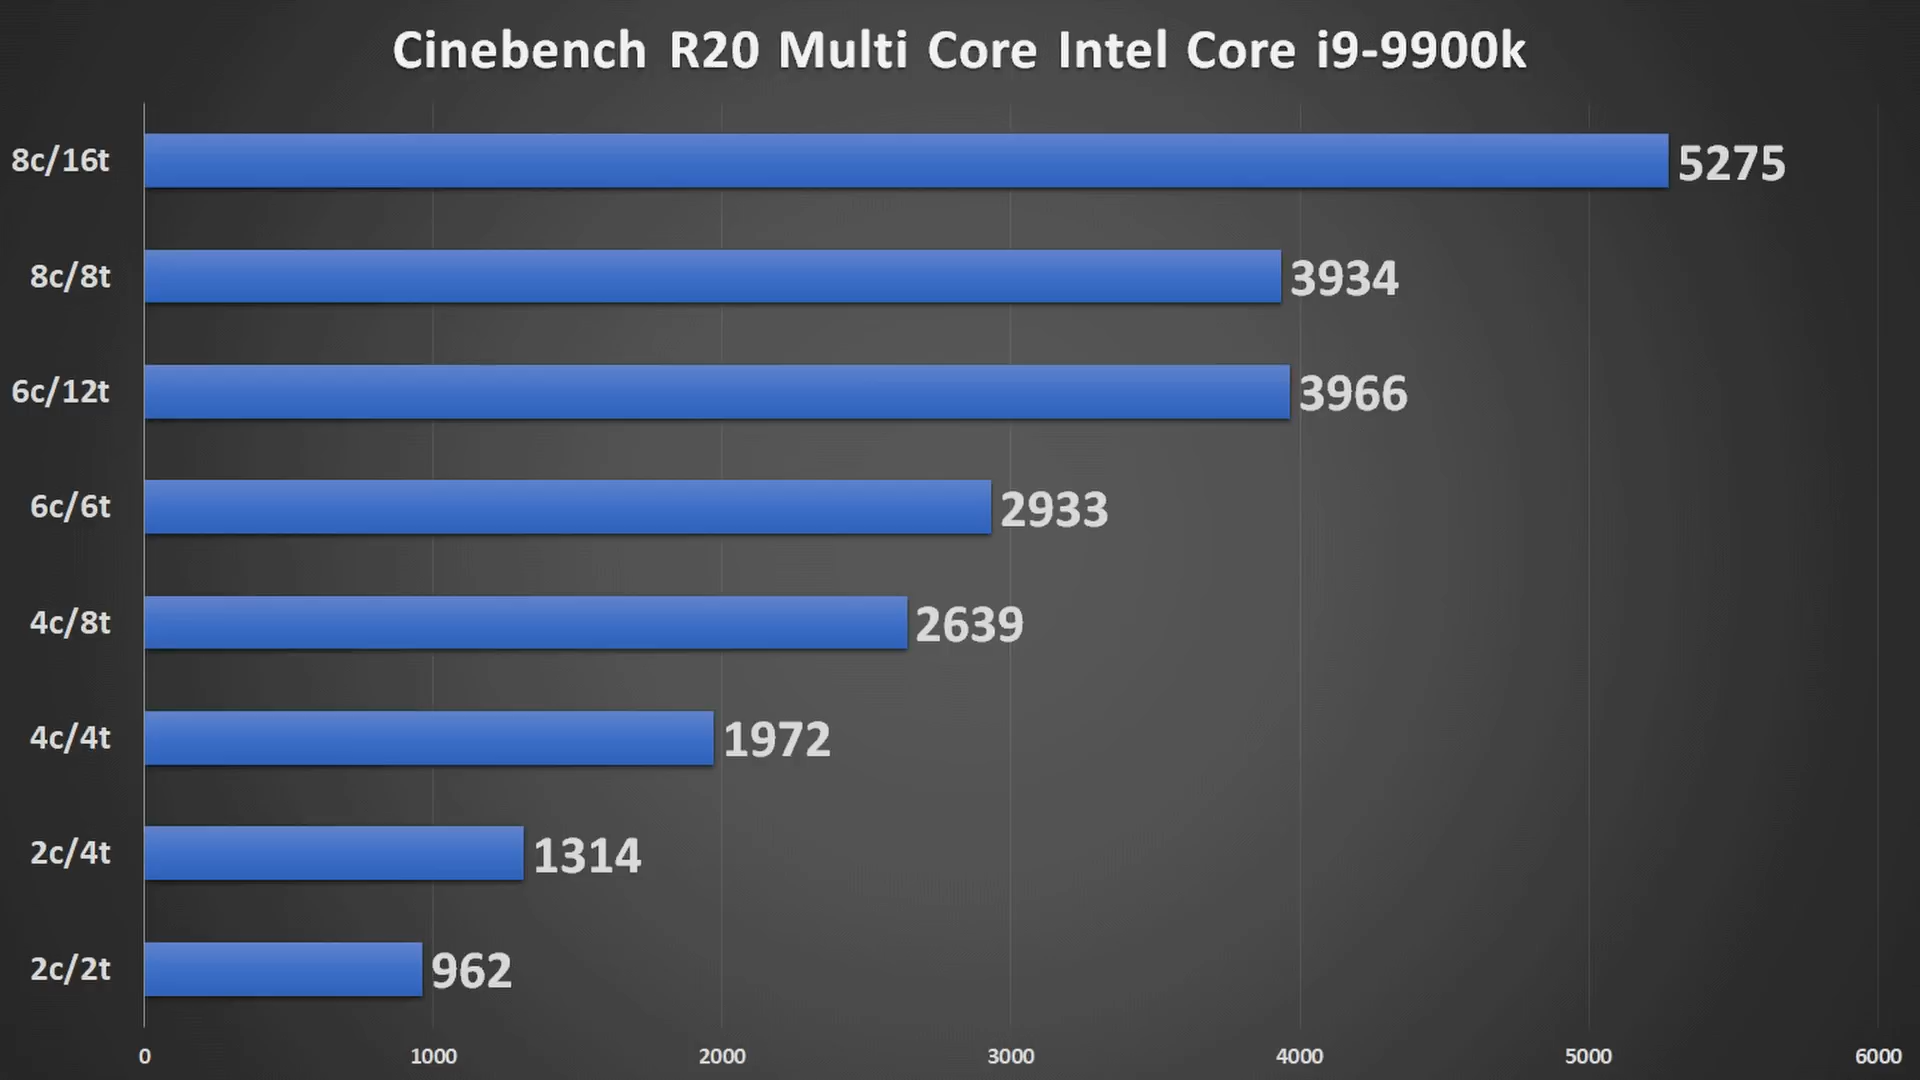 Cinebench R20 Multi Core Intel Core i9-9900k
8c/16t 5275
8c/8t 3934
6c/12t 3966
6c/6t 2933
4c/8t 2639
4c/4t 1972
2c/4t 1314
2c/2t 962
0 1000 2000 3000 4000 5000 6000